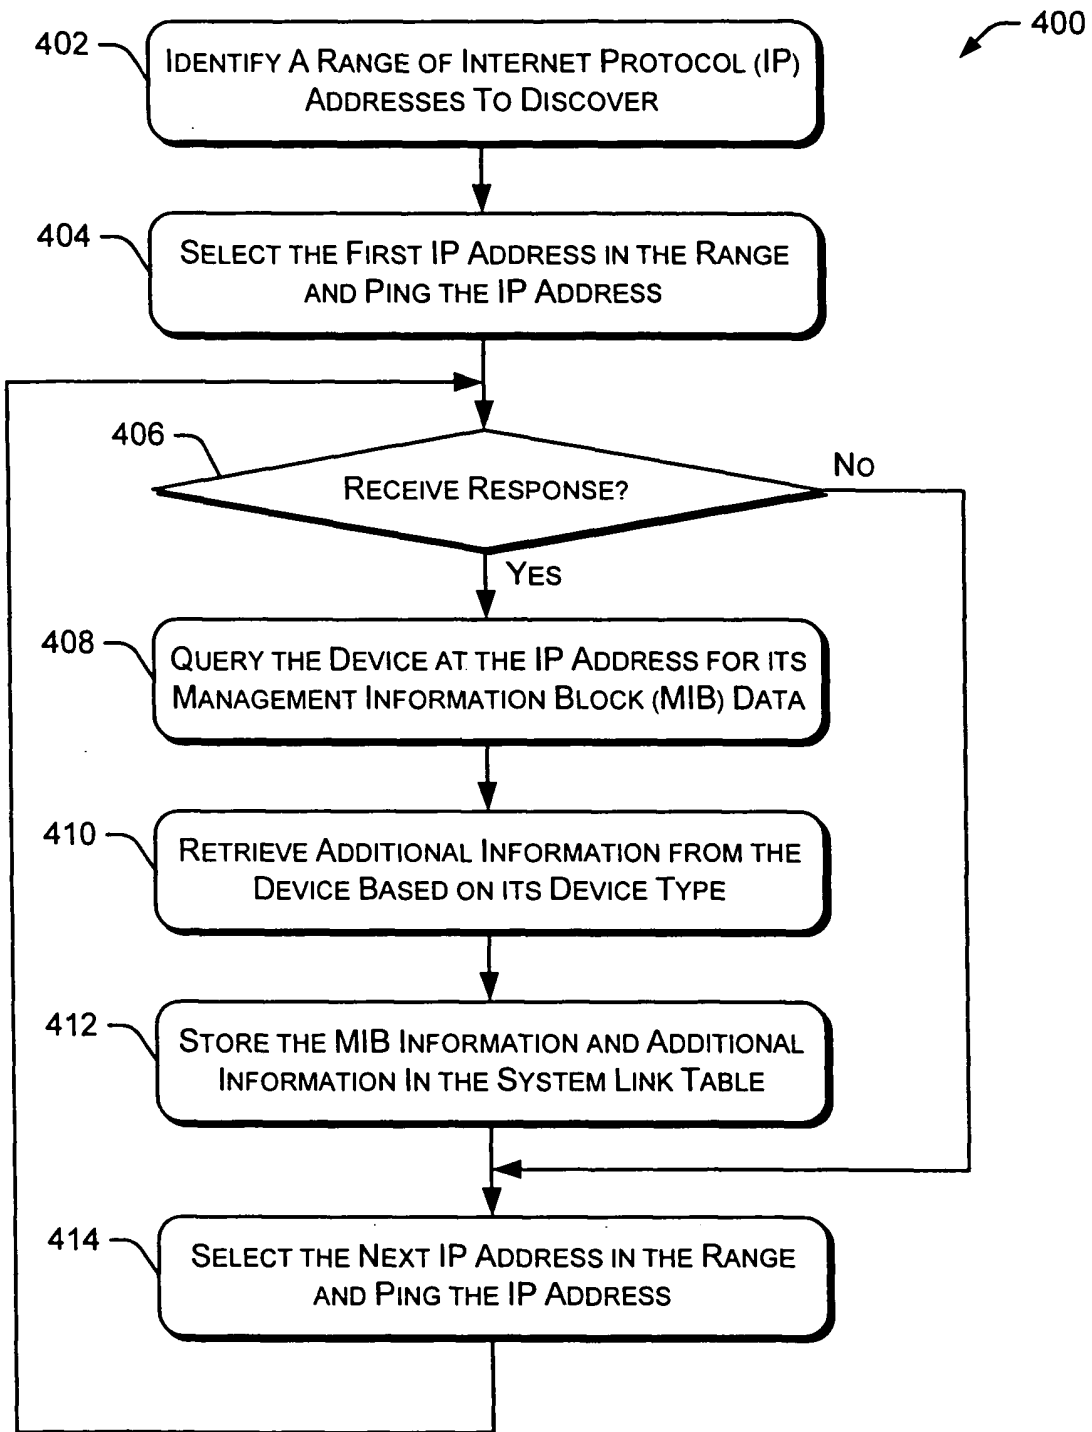 400
402
IDENTIFY A RANGE OF INTERNET PROTOCOL (IP)
ADDRESSES TO DISCOVER
404
SELECT THE FIRST IP ADDRESS IN THE RANGE
AND PING THE IP ADDRESS
406
RECEIVE RESPONSE?
NO
YES
408
QUERY THE DEVICE AT THE IP ADDRESS FOR ITS
MANAGEMENT INFORMATION BLOCK (MIB) DATA
410
RETRIEVE ADDITIONAL INFORMATION FROM THE
DEVICE BASED ON ITS DEVICE TYPE
412
STORE THE MIB INFORMATION AND ADDITIONAL
INFORMATION IN THE SYSTEM LINK TABLE
414
SELECT THE NEXT IP ADDRESS IN THE RANGE
AND PING THE IP ADDRESS